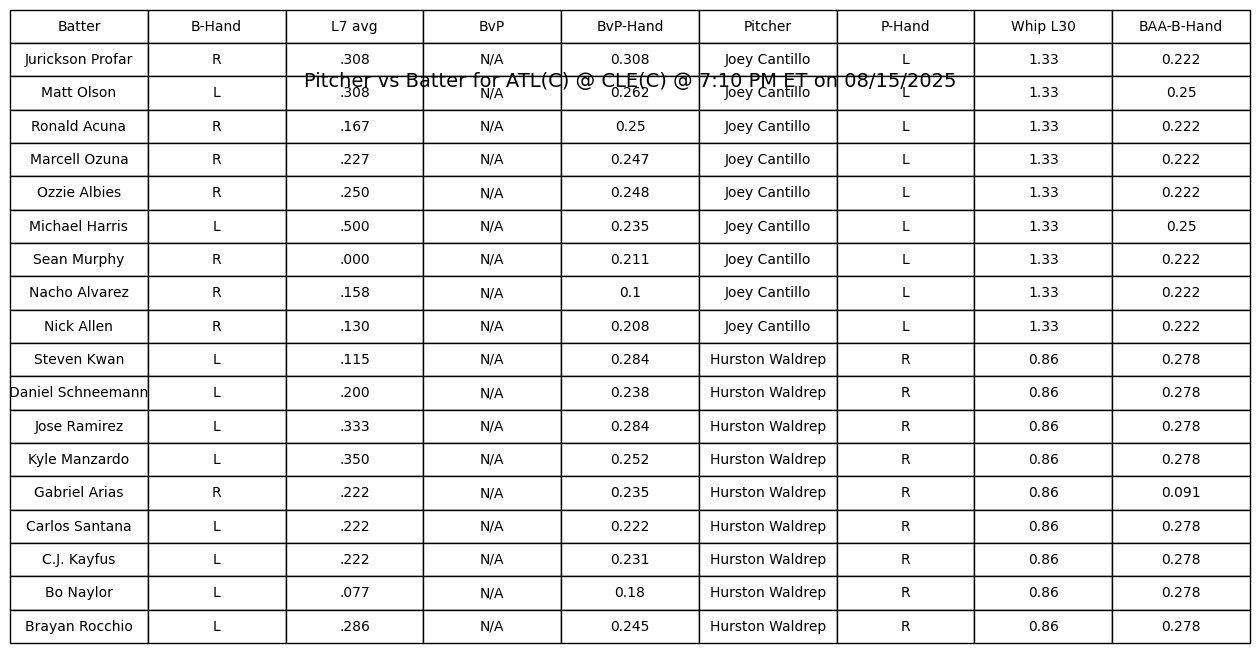 Batter B-Hand L7 avg BvP BvP-Hand Pitcher P-Hand Whip L30 BAA-B-Hand
Jurickson Profar R .308 N/A 0.308 Joey Cantillo L 1.33 0.222
Pitcher vs Batter for ATL(C) @ CLE(C) @ 7:10 PM ET on 08/15/2025
Matt Olson L .308 N/A 0.262 Joey Cantillo L 1.33 0.25
Ronald Acuna R .167 N/A 0.25 Joey Cantillo L 1.33 0.222
Marcell Ozuna R .227 N/A 0.247 Joey Cantillo L 1.33 0.222
Ozzie Albies R .250 N/A 0.248 Joey Cantillo L 1.33 0.222
Michael Harris L .500 N/A 0.235 Joey Cantillo L 1.33 0.25
Sean Murphy R .000 N/A 0.211 Joey Cantillo L 1.33 0.222
Nacho Alvarez R .158 N/A 0.1 Joey Cantillo L 1.33 0.222
Nick Allen R .130 N/A 0.208 Joey Cantillo L 1.33 0.222
Steven Kwan L .115 N/A 0.284 Hurston Waldrep R 0.86 0.278
Daniel Schneemann L .200 N/A 0.238 Hurston Waldrep R 0.86 0.278
Jose Ramirez L .333 N/A 0.284 Hurston Waldrep R 0.86 0.278
Kyle Manzardo L .350 N/A 0.252 Hurston Waldrep R 0.86 0.278
Gabriel Arias R .222 N/A 0.235 Hurston Waldrep R 0.86 0.091
Carlos Santana L .222 N/A 0.222 Hurston Waldrep R 0.86 0.278
C.J. Kayfus L .222 N/A 0.231 Hurston Waldrep R 0.86 0.278
Bo Naylor L .077 N/A 0.18 Hurston Waldrep R 0.86 0.278
Brayan Rocchio L .286 N/A 0.245 Hurston Waldrep R 0.86 0.278